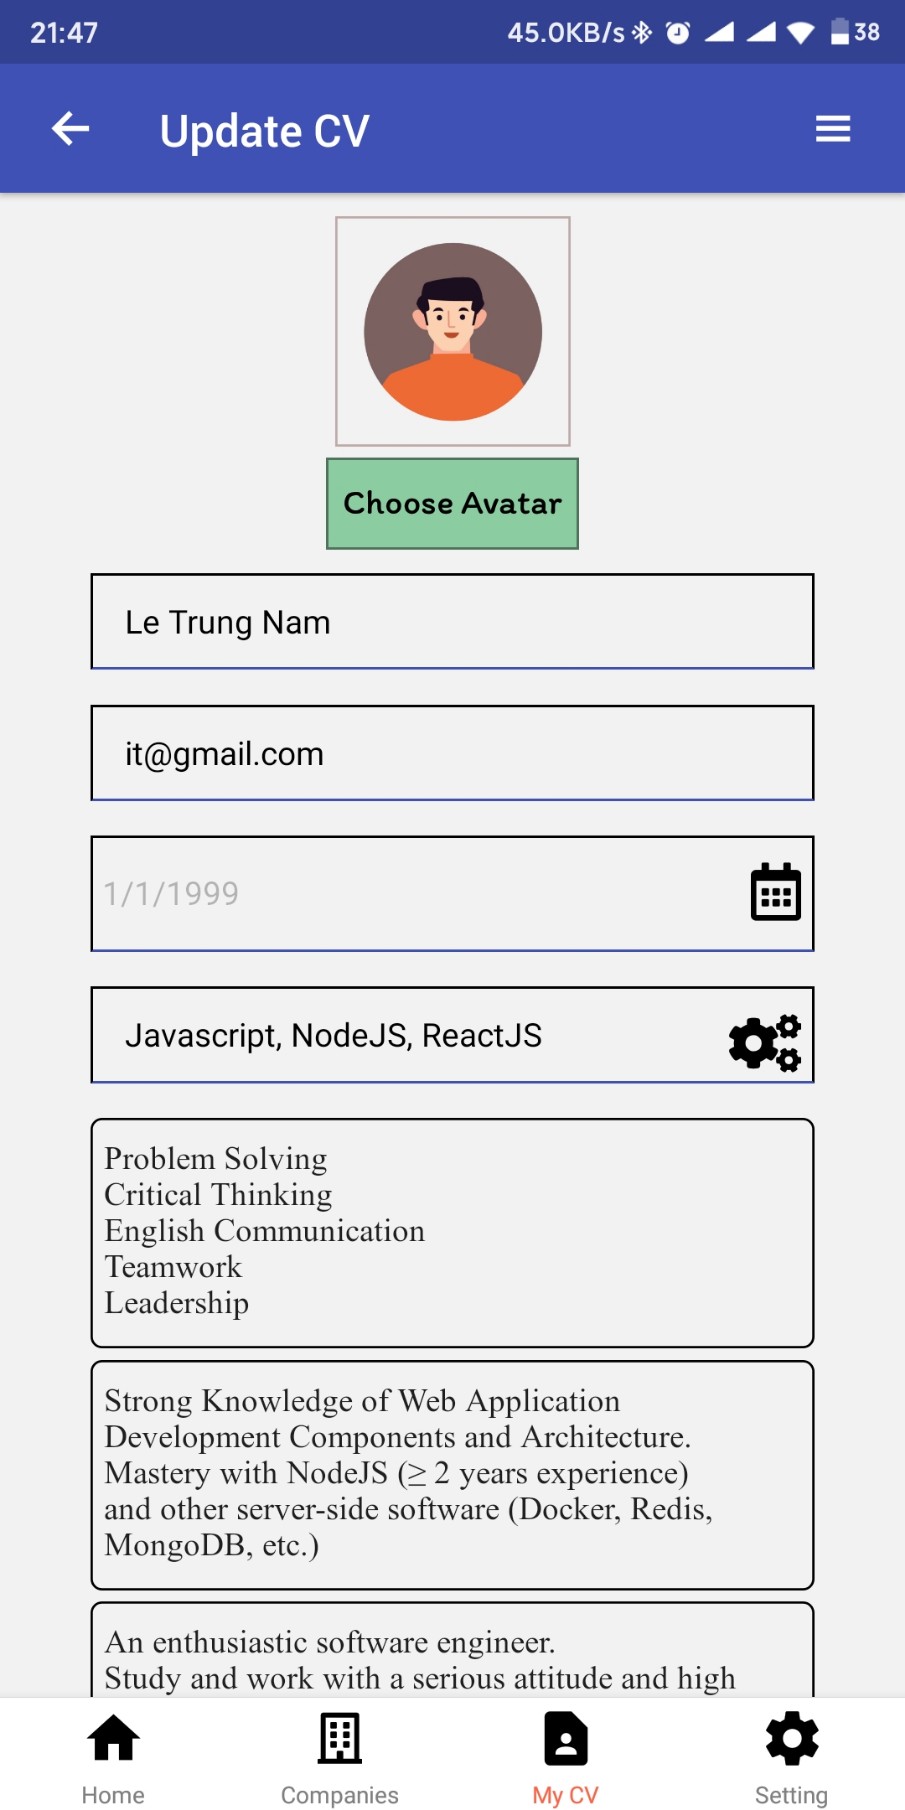 21:47
45.0KB/s
38
Update CV
Choose Avatar
Le Trung Nam
it@gmail.com
1/1/1999
Javascript, NodeJS, ReactJS
Problem Solving
Critical Thinking
English Communication
Teamwork
Leadership
Strong Knowledge of Web Application
Development Components and Architecture.
Mastery with NodeJS (≥ 2 years experience)
and other server-side software (Docker, Redis,
MongoDB, etc.)
An enthusiastic software engineer.
Study and work with a serious attitude and high
Home
Companies
My CV
Setting